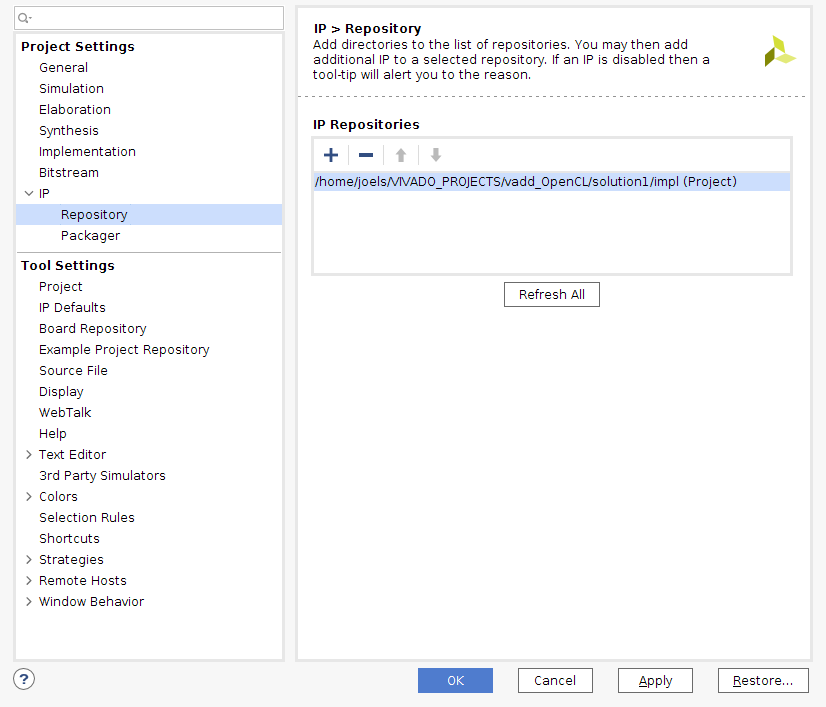 Project Settings
General
Simulation
Elaboration
Synthesis
Implementation
Bitstream
IP
Repository
Packager
Tool Settings
Project
IP Defaults
Board Repository
Example Project Repository
Source File
Display
WebTalk
Help
Text Editor
3rd Party Simulators
Colors
Selection Rules
Shortcuts
Strategies
Remote Hosts
Window Behavior
IP > Repository
Add directories to the list of repositories. You may then add
additional IP to a selected repository. If an IP is disabled then a
tool-tip will alert you to the reason.
IP Repositories
/home/joels/VIVADO_PROJECTS/vadd_OpenCL/solution1/impl (Project)
Refresh All
?
OK
Cancel
Apply
Restore...